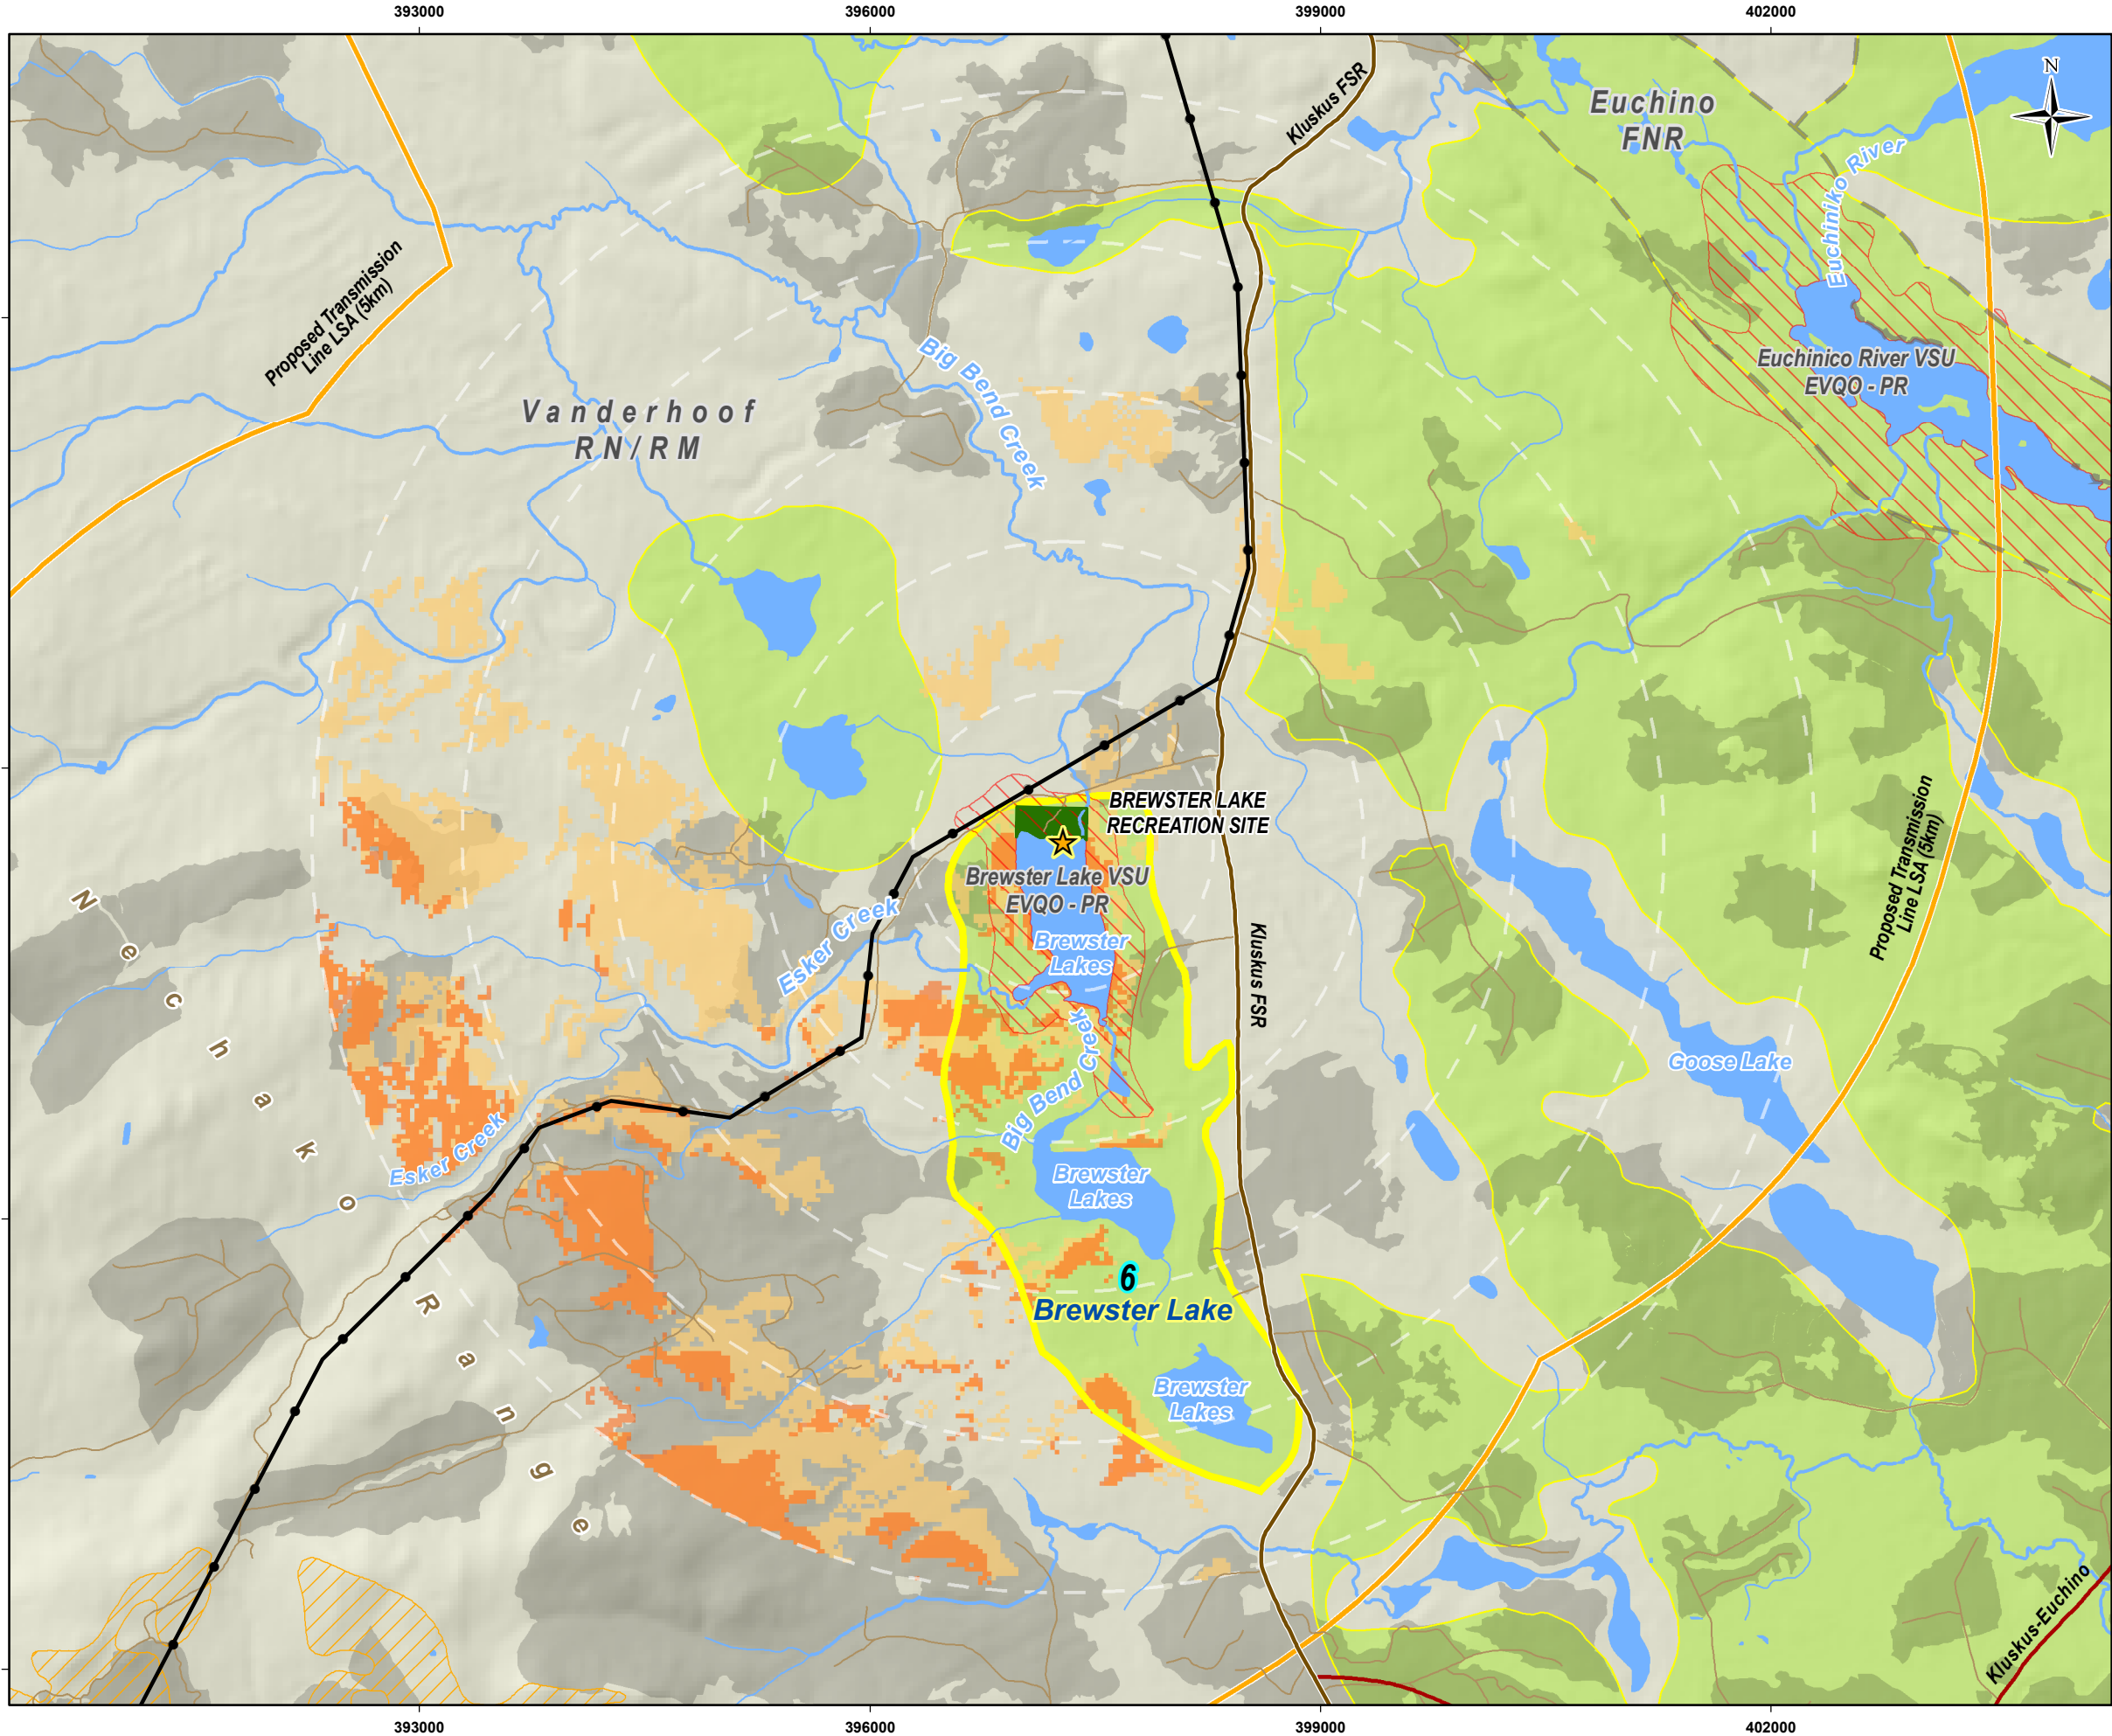 393000
396000
399000
402000
N
Kluskus FSR
Euchino
FNR
Euchiniko River
Proposed Transmission
Line LSA (5km)
Big Bend Creek
Euchinico River VSU
EVQO - PR
Vanderhoof
RN/RM
BREWSTER LAKE
RECREATION SITE
Brewster Lake VSU
EVQO - PR
Esker Creek
Brewster
Lakes
Kluskus FSR
Proposed Transmission
Line LSA (5km)
Nechako Range
Big Bend Creek
Goose Lake
Esker Creek
Brewster
Lakes
6
Brewster Lake
Brewster
Lakes
Kluskus-Euchino
393000
396000
399000
402000